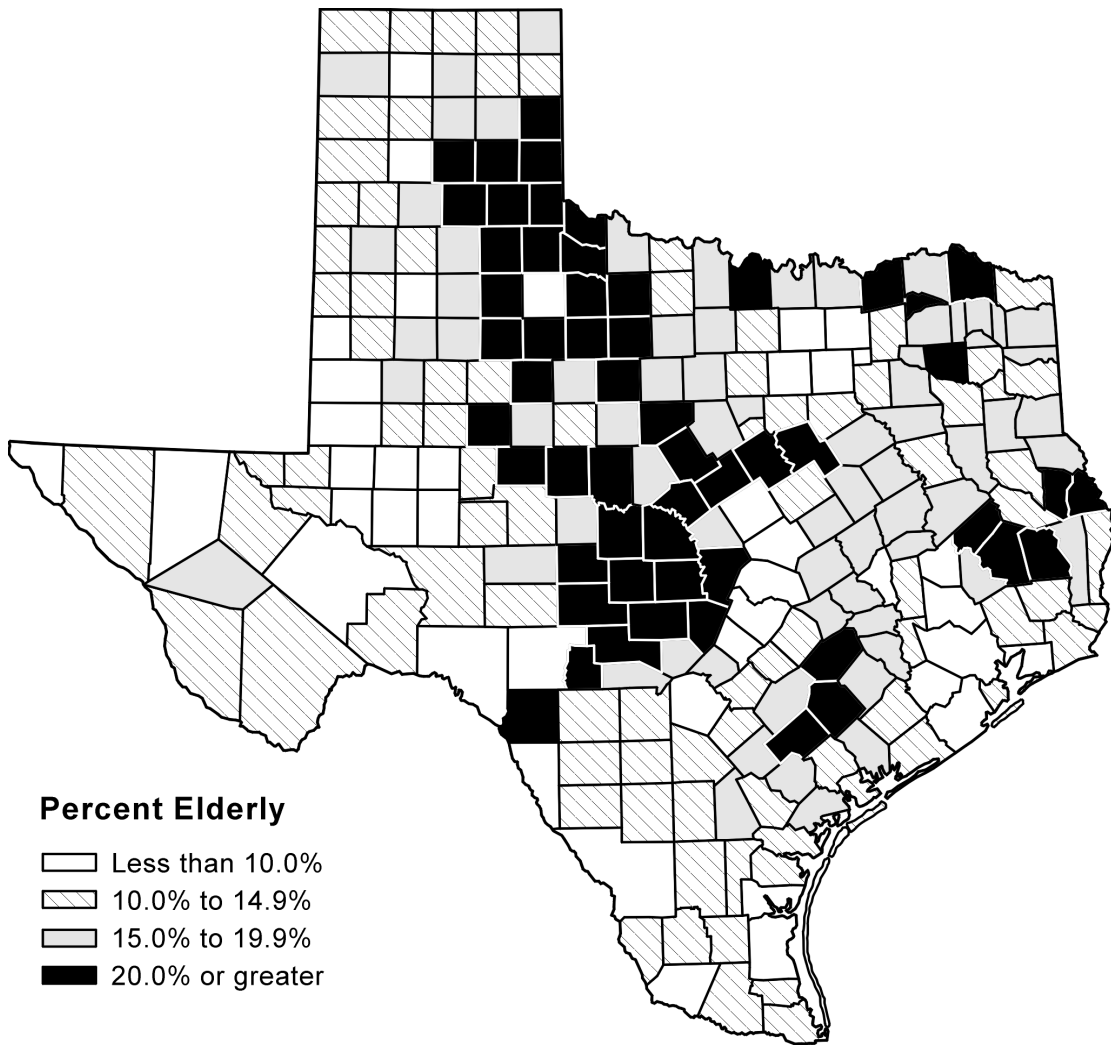 Percent Elderly
Less than 10.0%
10.0% to 14.9%
15.0% to 19.9%
20.0% or greater